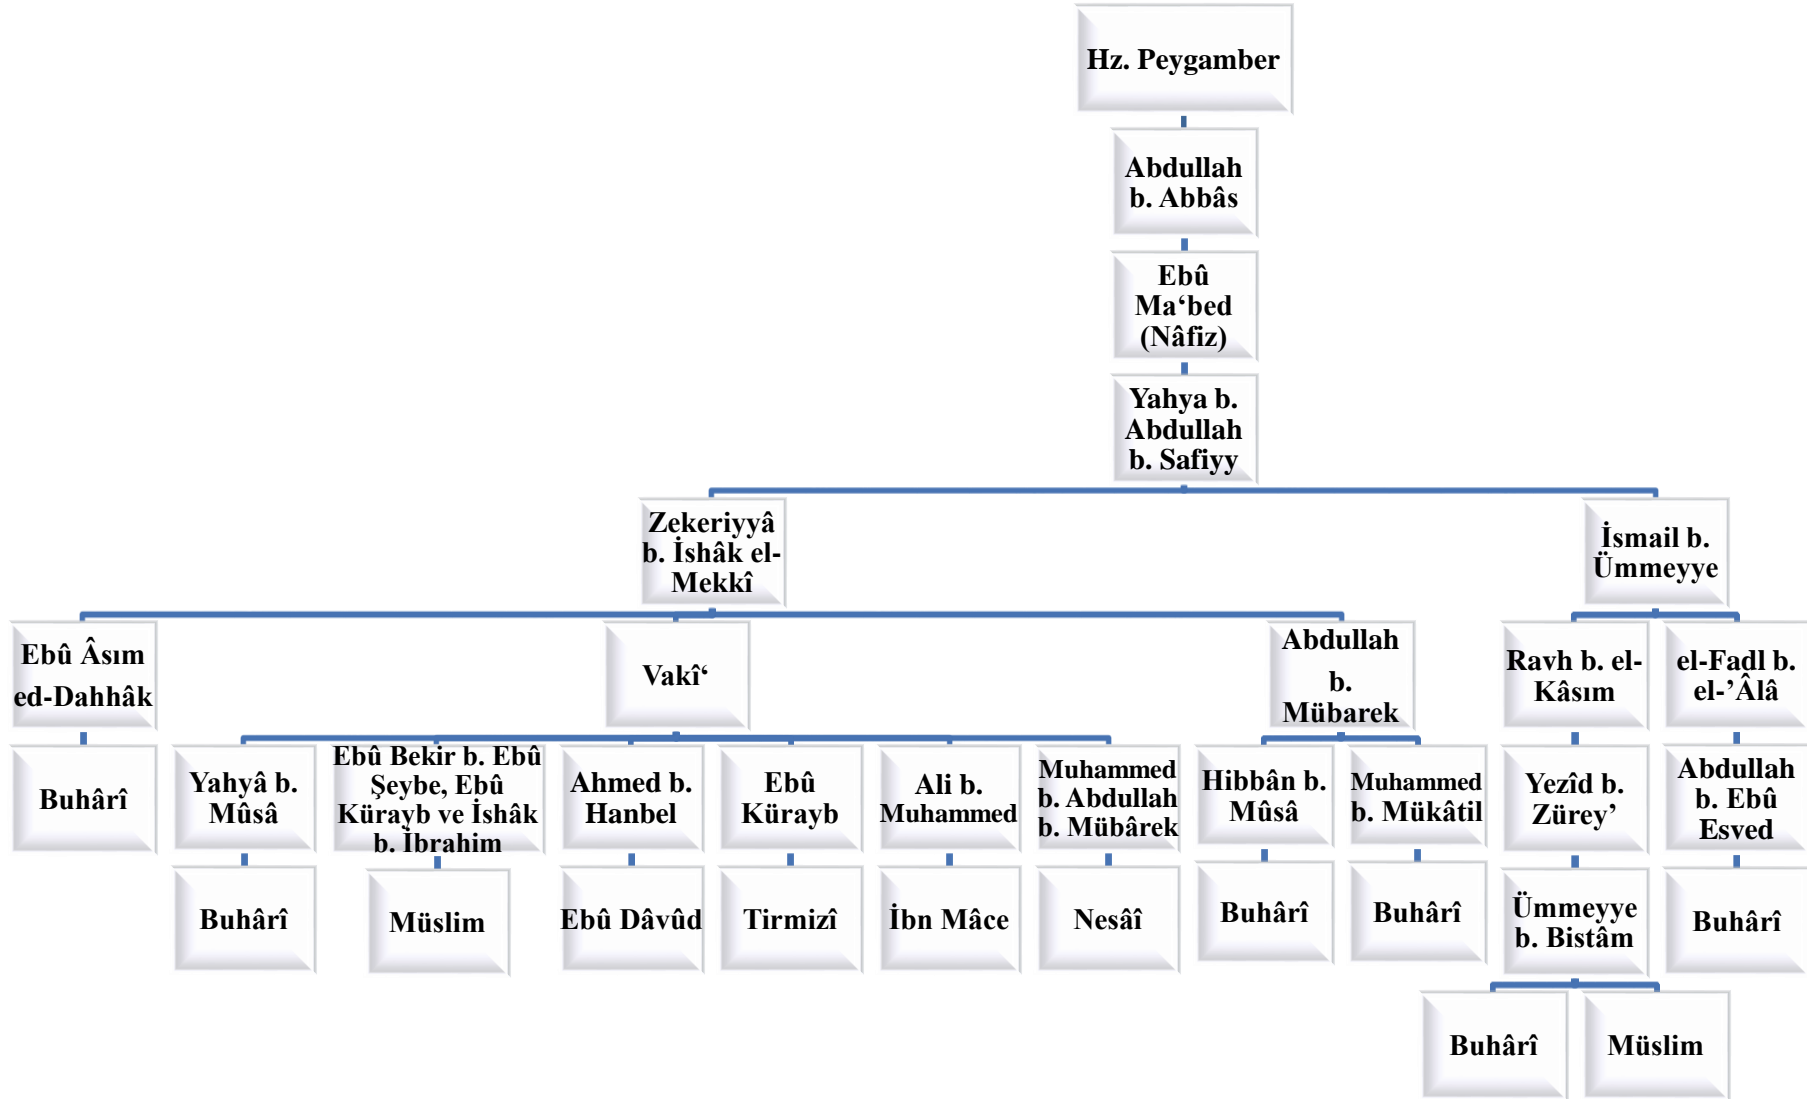 Hz. Peygamber
Abdullah
b. Abbâs
Ebû
Ma‘bed
(Nâfiz)
Yahya b.
Abdullah
b. Safiyy
Zekeriyyâ
b. İshâk el-
Mekkî
İsmail b.
Ümmeyye
Ebû Âsım
ed-Dahhâk
Vakî‘
Abdullah
b.
Mübarek
Ravh b. el-
Kâsım
el-Fadl b.
el-’Âlâ
Buhârî
Yahyâ b.
Mûsâ
Ebû Bekir b. Ebû
Şeybe, Ebû
Kürayb ve İshâk
b. İbrahim
Ahmed b.
Hanbel
Ebû
Kürayb
Ali b.
Muhammed
Muhammed
b. Abdullah
b. Mübârek
Hibbân b.
Mûsâ
Muhammed
b. Mükâtil
Yezîd b.
Zürey’
Abdullah
b. Ebû
Esved
Buhârî
Müslim
Ebû Dâvûd
Tirmizî
İbn Mâce
Nesâî
Buhârî
Buhârî
Ümmeyye
b. Bistâm
Buhârî
Buhârî
Müslim